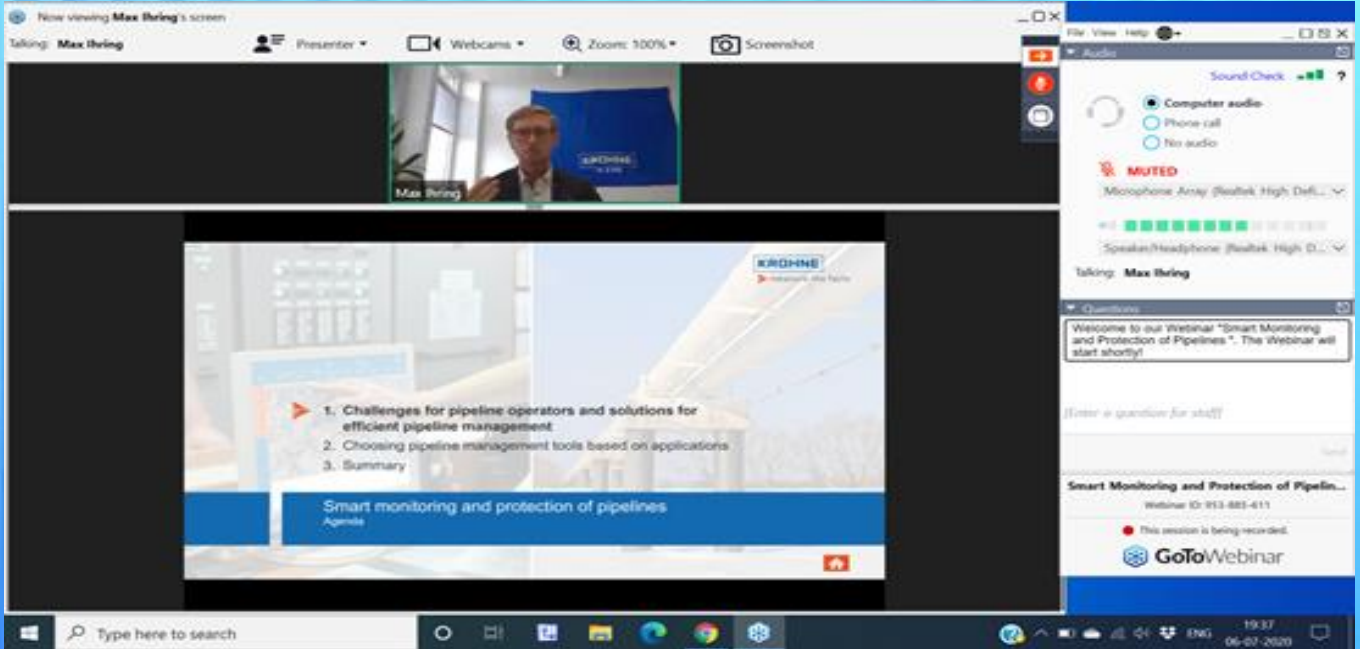 Now viewing Max Ihring's screen
Talking: Max Ihring
Presenter
Webcams
Zoom: 100%
Screenshot
Max Ihring
KROHNE
KROHNE
measure the facts
1. Challenges for pipeline operators and solutions for
efficient pipeline management
2. Choosing pipeline management tools based on applications
3. Summary
Smart monitoring and protection of pipelines
Agenda
File View Help
Audio
Sound Check ?
Computer audio
Phone call
No audio
MUTED
Microphone Array (Realtek High Defi...
Speaker/Headphone (Realtek High D...
Talking: Max Ihring
Questions
Welcome to our Webinar "Smart Monitoring
and Protection of Pipelines ". The Webinar will
start shortly!
[Enter a question for staff]
Send
Smart Monitoring and Protection of Pipelin...
Webinar ID: 953-885-611
This session is being recorded.
GoToWebinar
Type here to search
ENG
19:37
06-07-2020